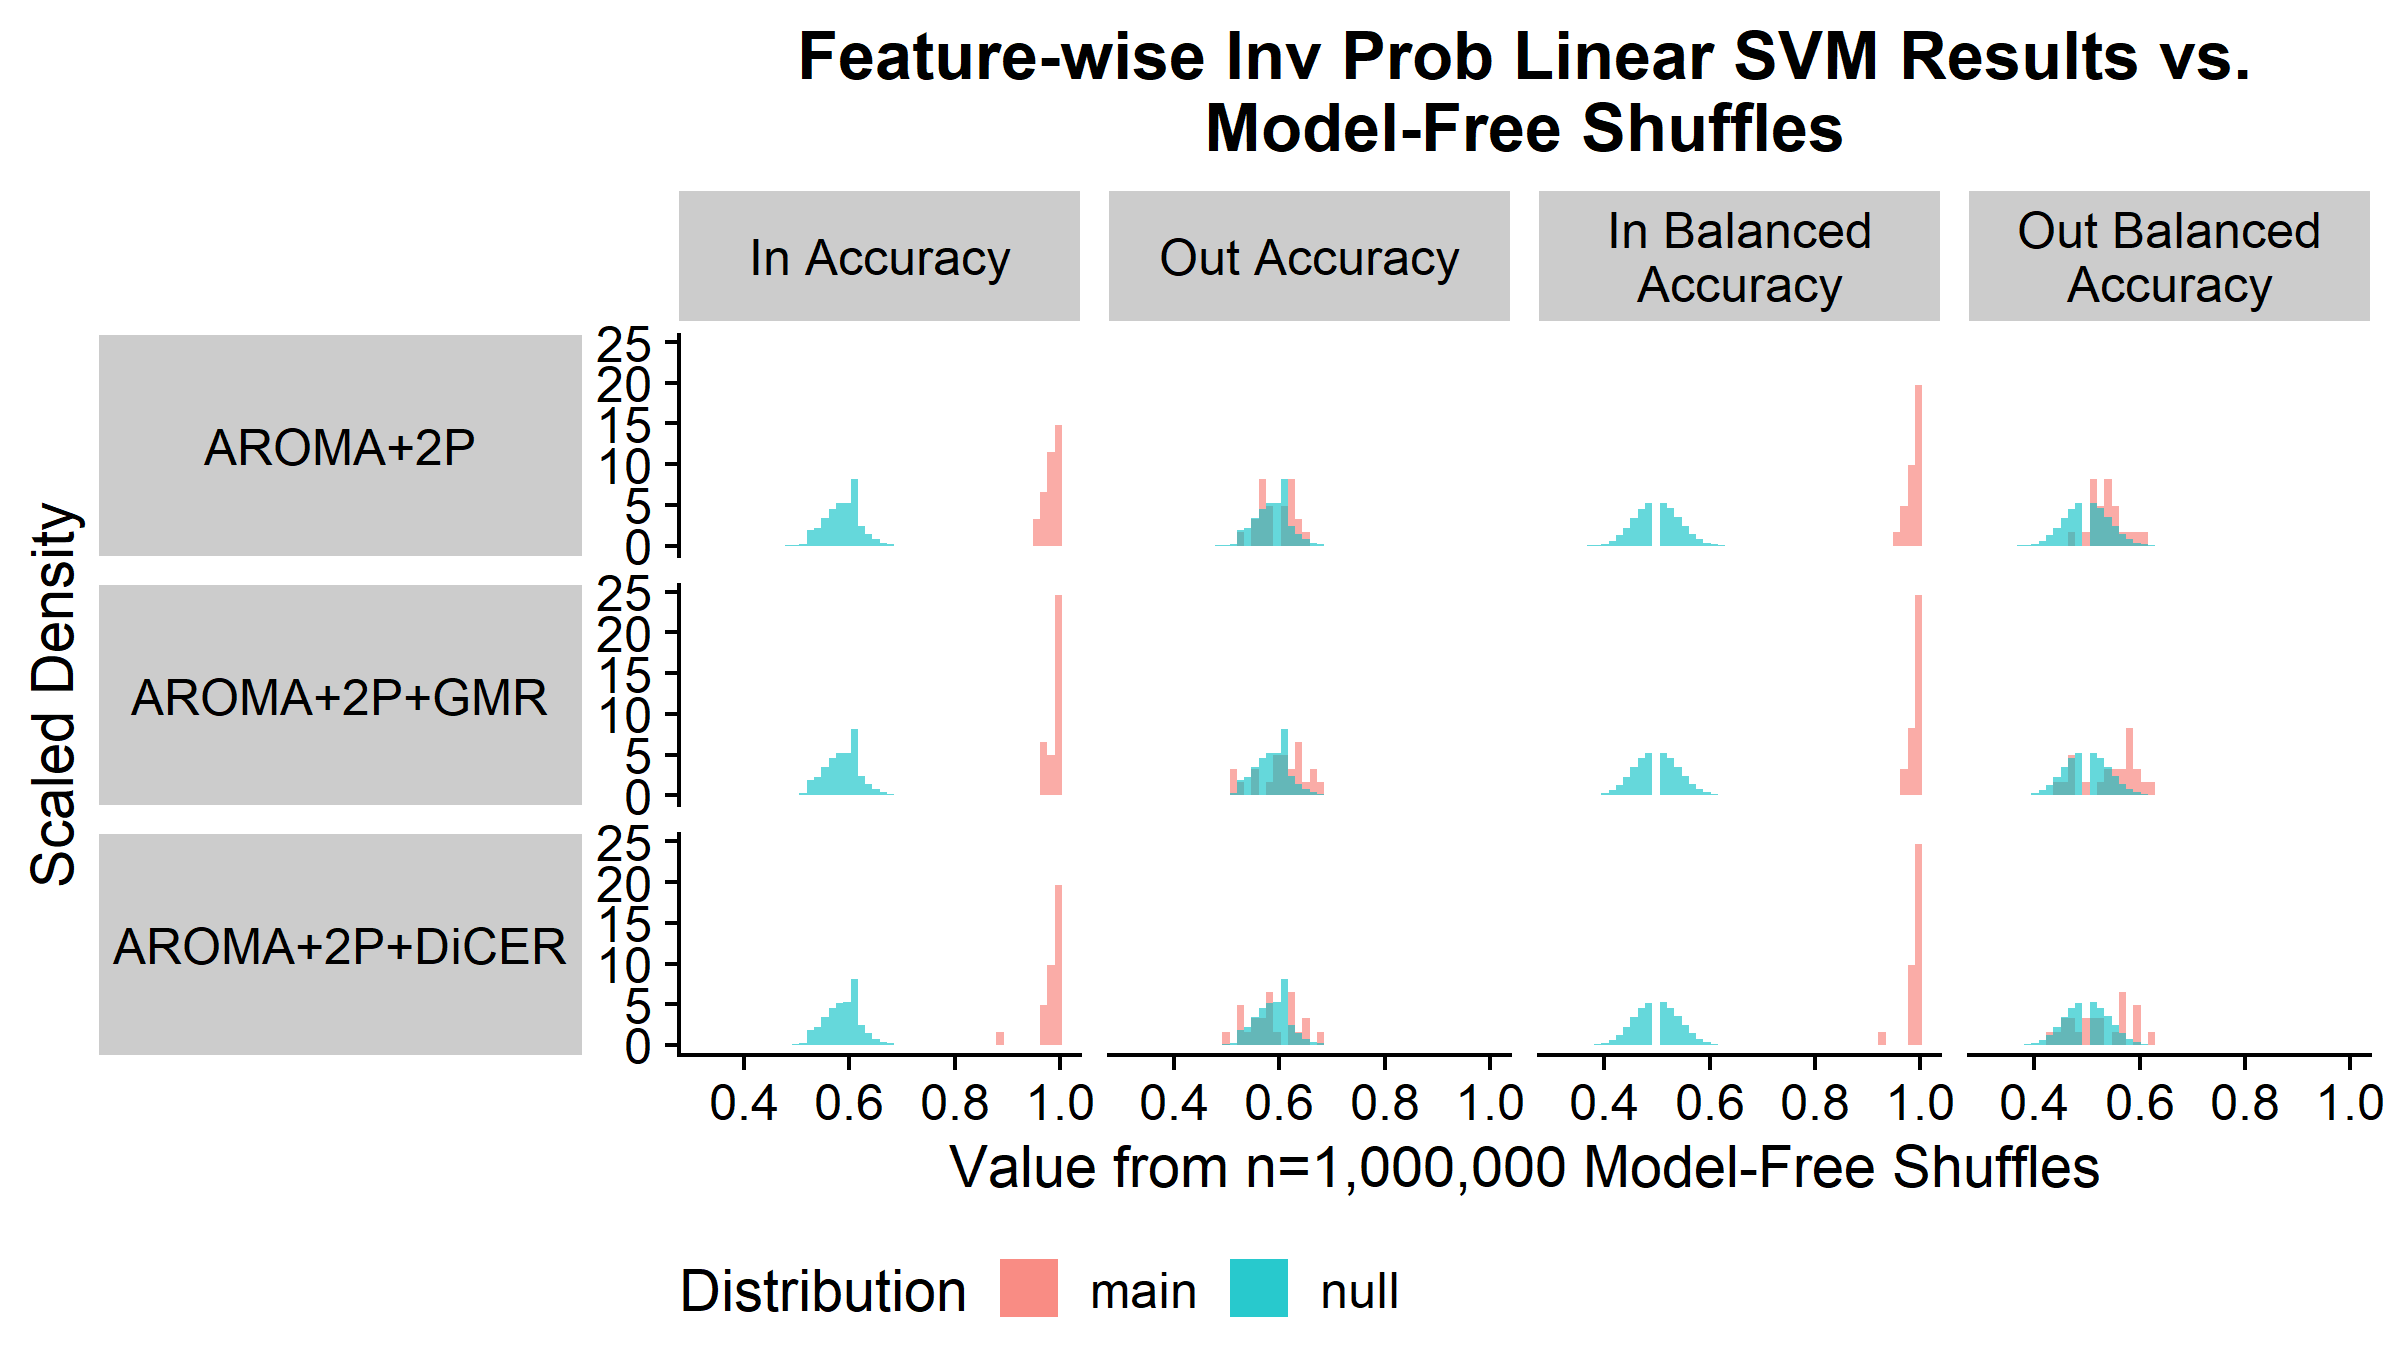 Feature-wise Inv Prob Linear SVM Results vs.
Model-Free Shuffles
In Accuracy
Out Accuracy
In Balanced
Accuracy
Out Balanced
Accuracy
Scaled Density
AROMA+2P
25
20
15
10
5
0
AROMA+2P+GMR
25
20
15
10
5
0
AROMA+2P+DiCER
25
20
15
10
5
0
0.4 0.6 0.8 1.0
0.4 0.6 0.8 1.0
0.4 0.6 0.8 1.0
0.4 0.6 0.8 1.0
Value from n=1,000,000 Model-Free Shuffles
Distribution main null